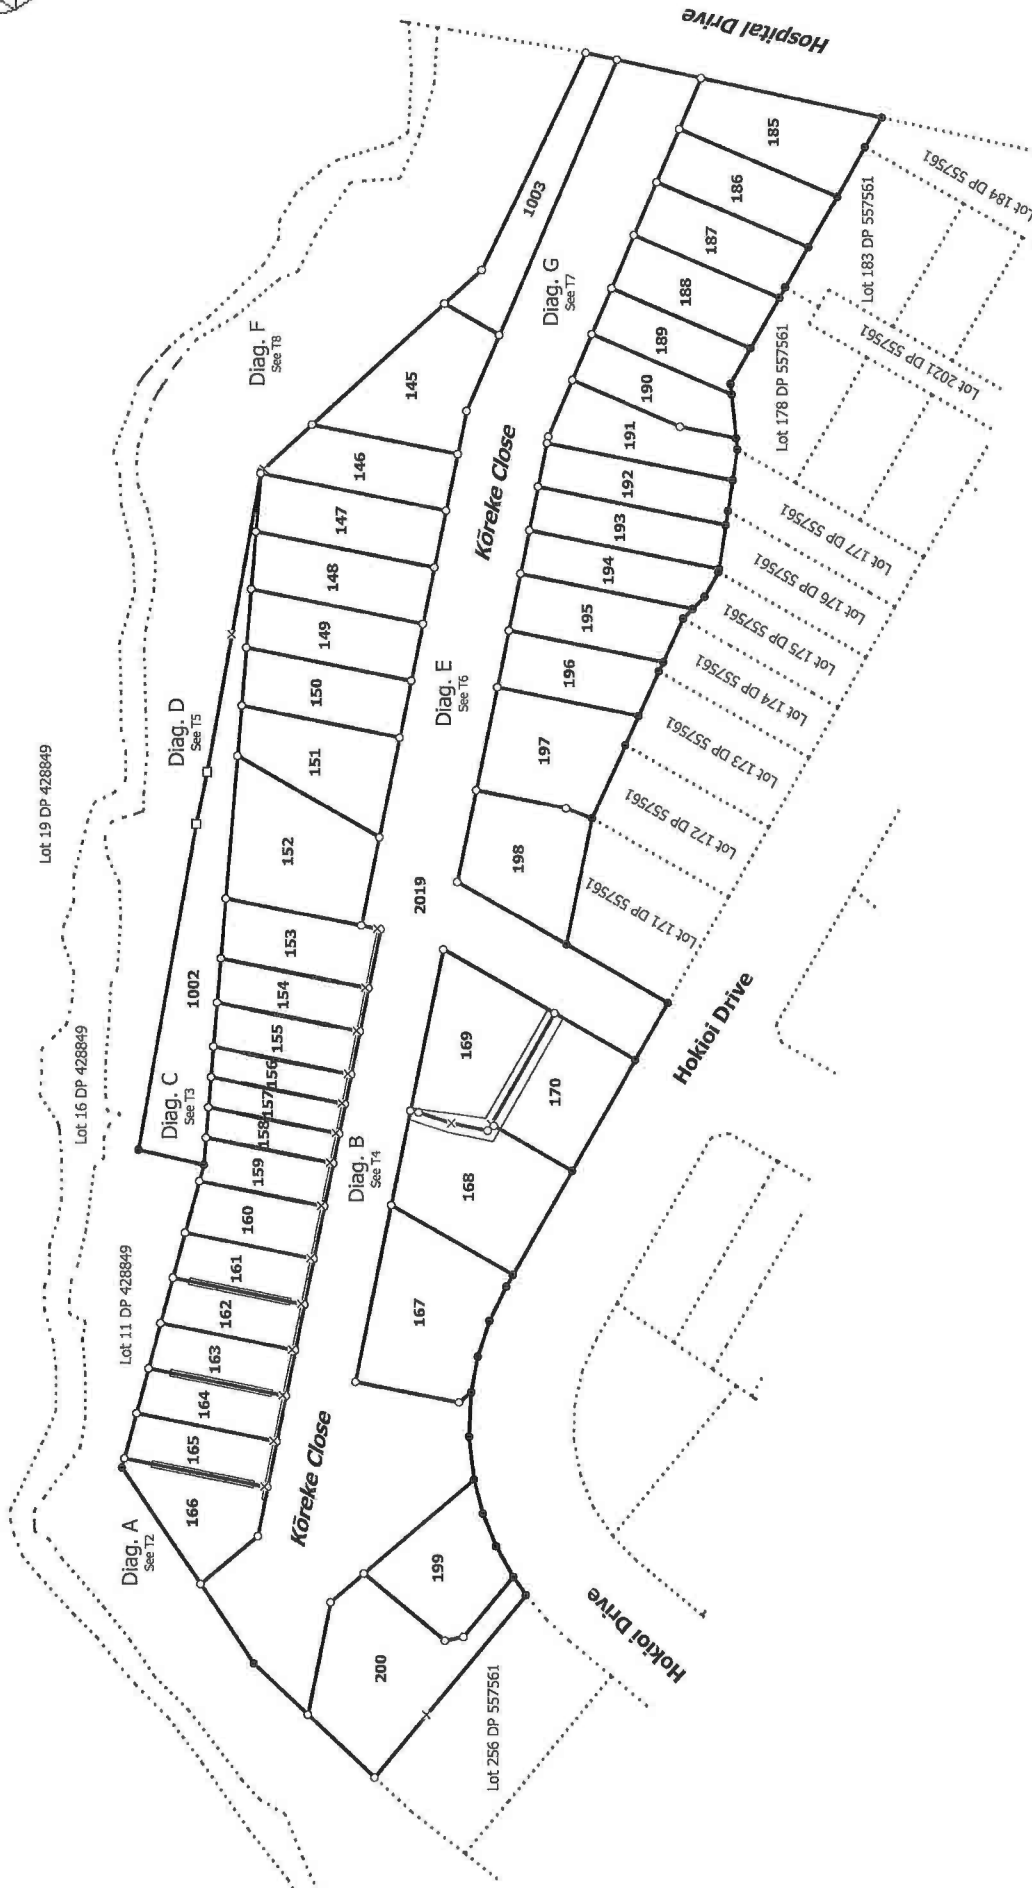 Hospital Drive
185
186
187
188
189
190
191
192
193
194
195
196
197
198
1003
Diag. G
See T7
Diag. F
See T8
145
146
147
148
149
150
151
152
153
154
155
156
157
158
159
160
161
162
163
164
165
166
Kōreke Close
Diag. E
See T6
Diag. D
See T5
Lot 19 DP 428849
1002
Lot 16 DP 428849
Diag. C
See T3
Diag. B
See T4
Lot 11 DP 428849
2019
169
170
168
167
Kōreke Close
Diag. A
See T2
199
200
Lot 256 DP 557561
Hokioi Drive
Hokioi Drive
Lot 184 DP 557561
Lot 183 DP 557561
Lot 2021 DP 557561
Lot 178 DP 557561
Lot 177 DP 557561
Lot 176 DP 557561
Lot 175 DP 557561
Lot 174 DP 557561
Lot 173 DP 557561
Lot 172 DP 557561
Lot 171 DP 557561